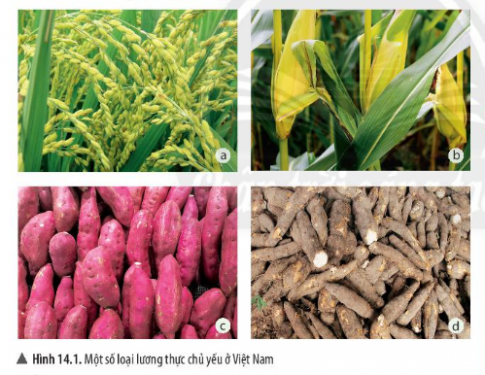 a
b
c
d
▲ Hình 14.1. Một số loại lương thực chủ yếu ở Việt Nam